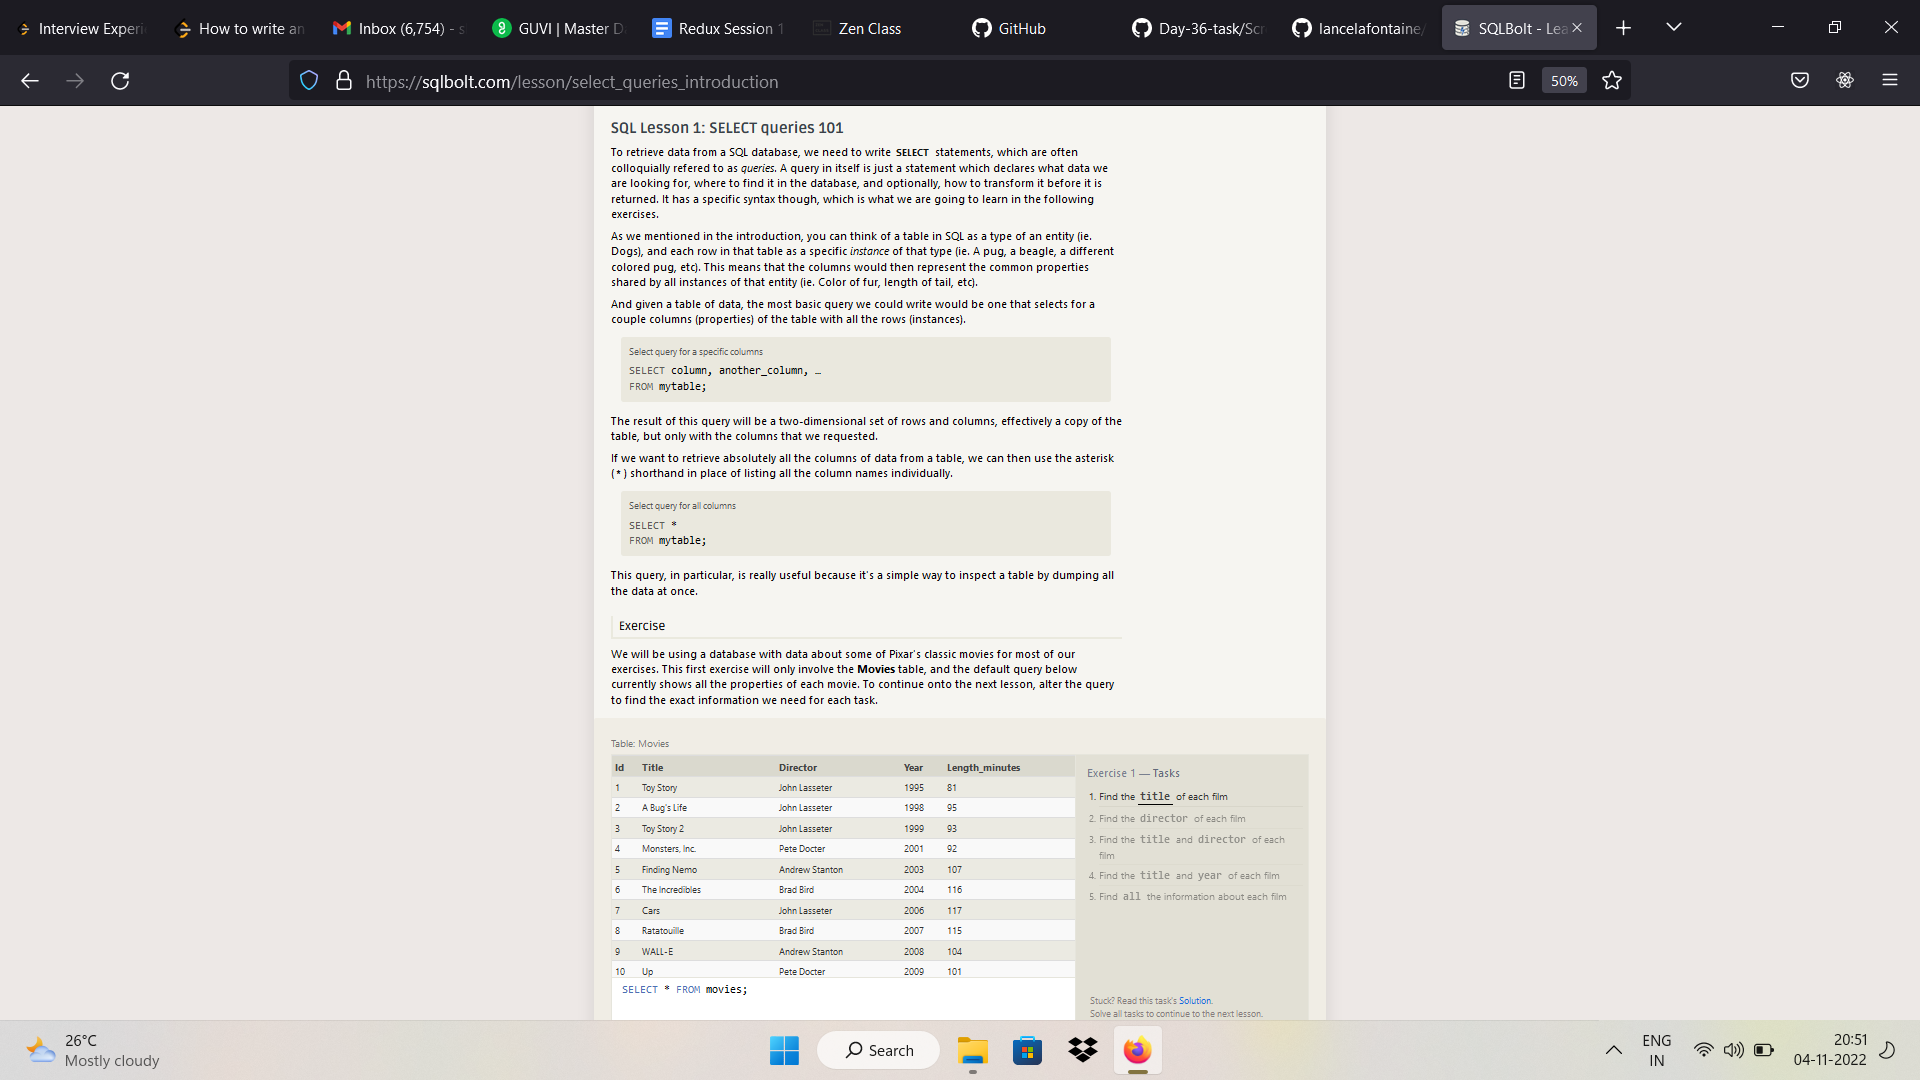 Interview Experi
How to write an
Inbox (6,754) - s
GUVI | Master D
Redux Session 1
Zen Class
GitHub
Day-36-task/Scr
lancelafontaine/
SQLBolt - Lea
https://sqlbolt.com/lesson/select_queries_introduction
50%
SQL Lesson 1: SELECT queries 101
To retrieve data from a SQL database, we need to write SELECT statements, which are often
colloquially refered to as queries. A query in itself is just a statement which declares what data we
are looking for, where to find it in the database, and optionally, how to transform it before it is
returned. It has a specific syntax though, which is what we are going to learn in the following
exercises.
As we mentioned in the introduction, you can think of a table in SQL as a type of an entity (ie.
Dogs), and each row in that table as a specific instance of that type (ie. A pug, a beagle, a different
colored pug, etc). This means that the columns would then represent the common properties
shared by all instances of that entity (ie. Color of fur, length of tail, etc).
And given a table of data, the most basic query we could write would be one that selects for a
couple columns (properties) of the table with all the rows (instances).
Select query for a specific columns
SELECT column, another_column, …
FROM mytable;
The result of this query will be a two-dimensional set of rows and columns, effectively a copy of the
table, but only with the columns that we requested.
If we want to retrieve absolutely all the columns of data from a table, we can then use the asterisk
(*) shorthand in place of listing all the column names individually.
Select query for all columns
SELECT *
FROM mytable;
This query, in particular, is really useful because it's a simple way to inspect a table by dumping all
the data at once.
Exercise
We will be using a database with data about some of Pixar's classic movies for most of our
exercises. This first exercise will only involve the Movies table, and the default query below
currently shows all the properties of each movie. To continue onto the next lesson, alter the query
to find the exact information we need for each task.
Table: Movies
Id Title Director Year Length_minutes
1 Toy Story John Lasseter 1995 81
2 A Bug's Life John Lasseter 1998 95
3 Toy Story 2 John Lasseter 1999 93
4 Monsters, Inc. Pete Docter 2001 92
5 Finding Nemo Andrew Stanton 2003 107
6 The Incredibles Brad Bird 2004 116
7 Cars John Lasseter 2006 117
8 Ratatouille Brad Bird 2007 115
9 WALL-E Andrew Stanton 2008 104
10 Up Pete Docter 2009 101
SELECT * FROM movies;
Exercise 1 — Tasks
1. Find the title of each film
2. Find the director of each film
3. Find the title and director of each
film
4. Find the title and year of each film
5. Find all the information about each film
Stuck? Read this task's Solution.
Solve all tasks to continue to the next lesson.
26°C
Mostly cloudy
Search
ENG
IN
20:51
04-11-2022